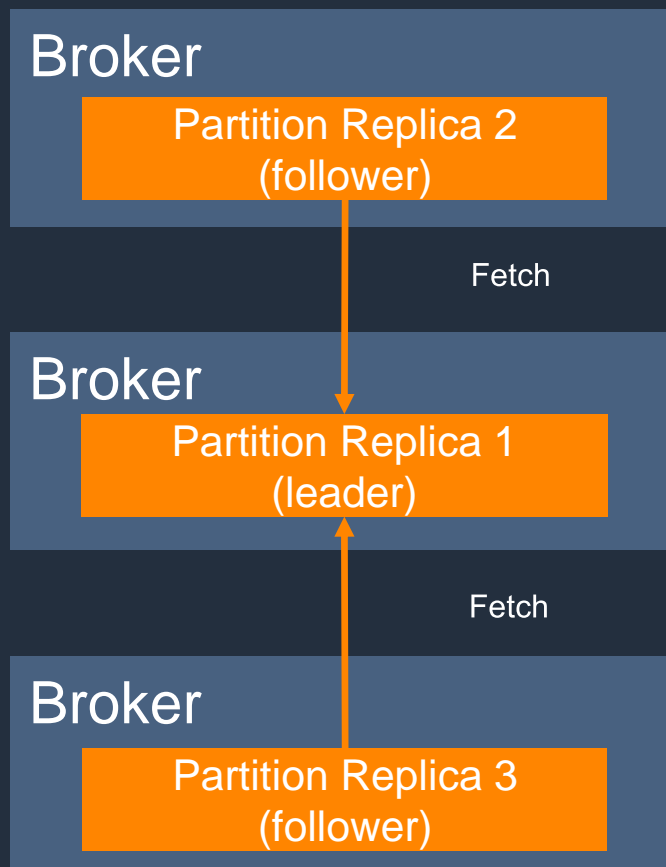 Broker
Partition Replica 2
(follower)
Fetch
Broker
Partition Replica 1
(leader)
Fetch
Broker
Partition Replica 3
(follower)